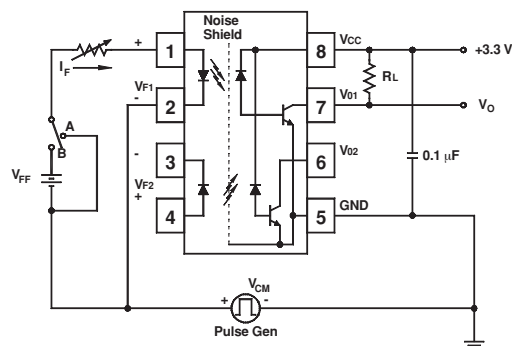 Noise
Shield
+
1
8
VCC
+3.3 V
IF
RL
VF1
-
2
7
V01
VO
A
B
-
3
6
V02
0.1 µF
VFF
VF2
+
4
5
GND
VCM
+
-
Pulse Gen